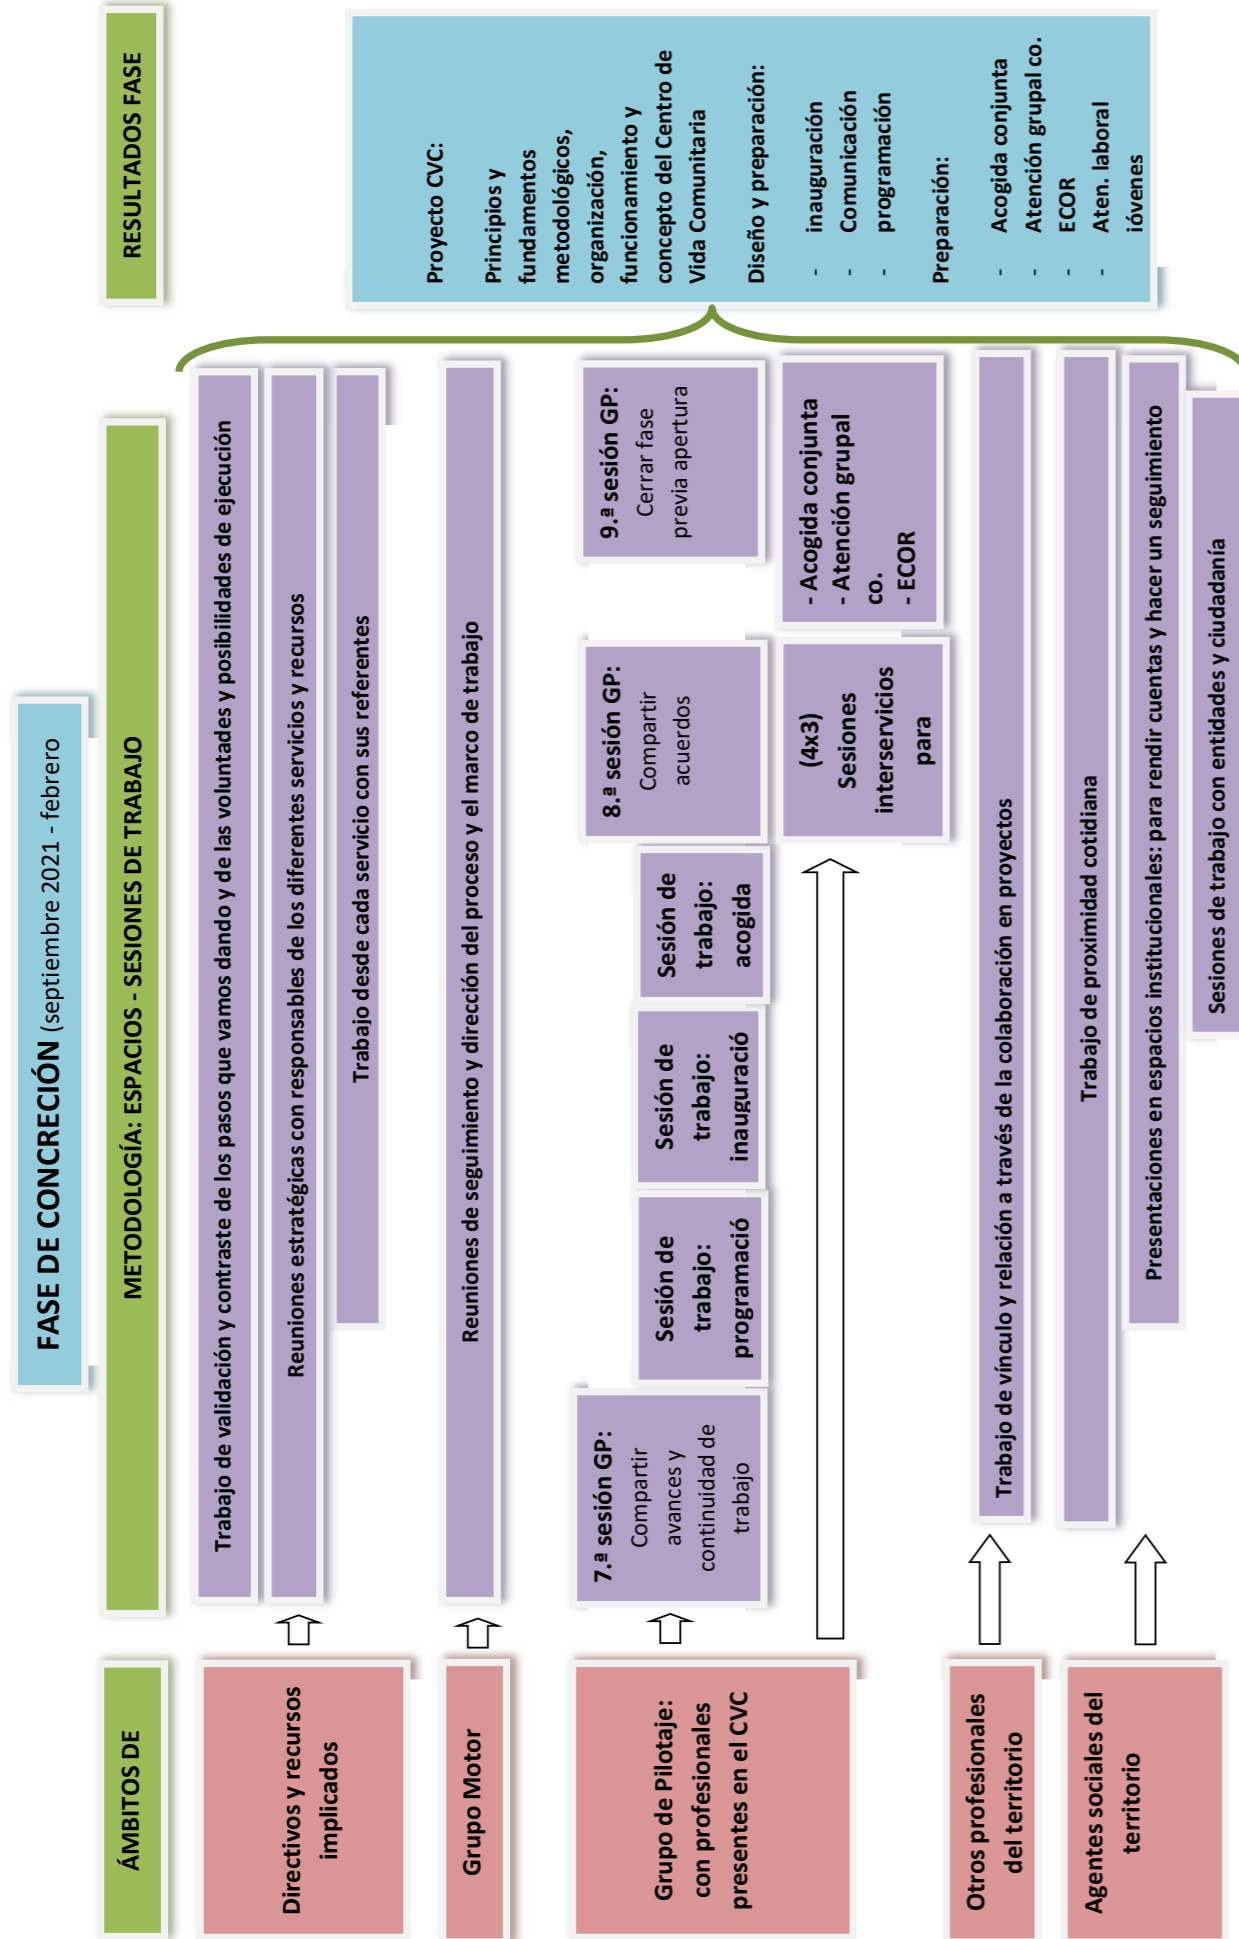 FASE DE CONCRECIÓN (septiembre 2021 - febrero
ÁMBITOS DE
METODOLOGÍA: ESPACIOS - SESIONES DE TRABAJO
RESULTADOS FASE
Directivos y recursos
implicados
Trabajo de validación y contraste de los pasos que vamos dando y de las voluntades y posibilidades de ejecución
Reuniones estratégicas con responsables de los diferentes servicios y recursos
Trabajo desde cada servicio con sus referentes
Grupo Motor
Reuniones de seguimiento y dirección del proceso y el marco de trabajo
Grupo de Pilotaje:
con profesionales
presentes en el CVC
7.ª sesión GP:
Compartir
avances y
continuidad de
trabajo
Sesión de
trabajo:
programació
Sesión de
trabajo:
inauguració
Sesión de
trabajo:
acogida
8.ª sesión GP:
Compartir
acuerdos
9.ª sesión GP:
Cerrar fase
previa apertura
(4x3)
Sesiones
interservicios
para
- Acogida conjunta
- Atención grupal
co.
- ECOR
Otros profesionales
del territorio
Trabajo de vínculo y relación a través de la colaboración en proyectos
Agentes sociales del
territorio
Trabajo de proximidad cotidiana
Presentaciones en espacios institucionales: para rendir cuentas y hacer un seguimiento
Sesiones de trabajo con entidades y ciudadanía
Proyecto CVC:
Principios y
fundamentos
metodológicos,
organización,
funcionamiento y
concepto del Centro de
Vida Comunitaria
Diseño y preparación:
- inauguración
- Comunicación
- programación
Preparación:
- Acogida conjunta
- Atención grupal co.
- ECOR
- Aten. laboral
jóvenes